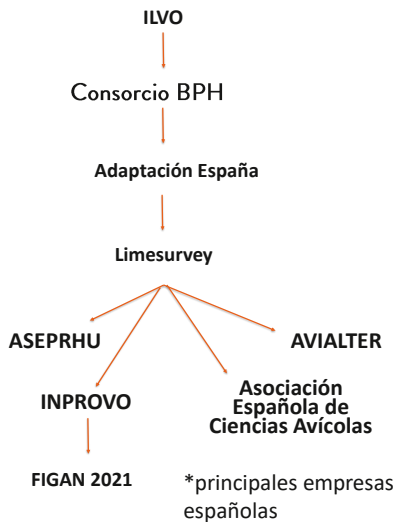 ILVO
Consorcio BPH
Adaptación España
Limesurvey
ASEPRHU
AVIALTER
INPROVO
Asociación
Española de
Ciencias Avícolas
FIGAN 2021
*principales empresas
españolas